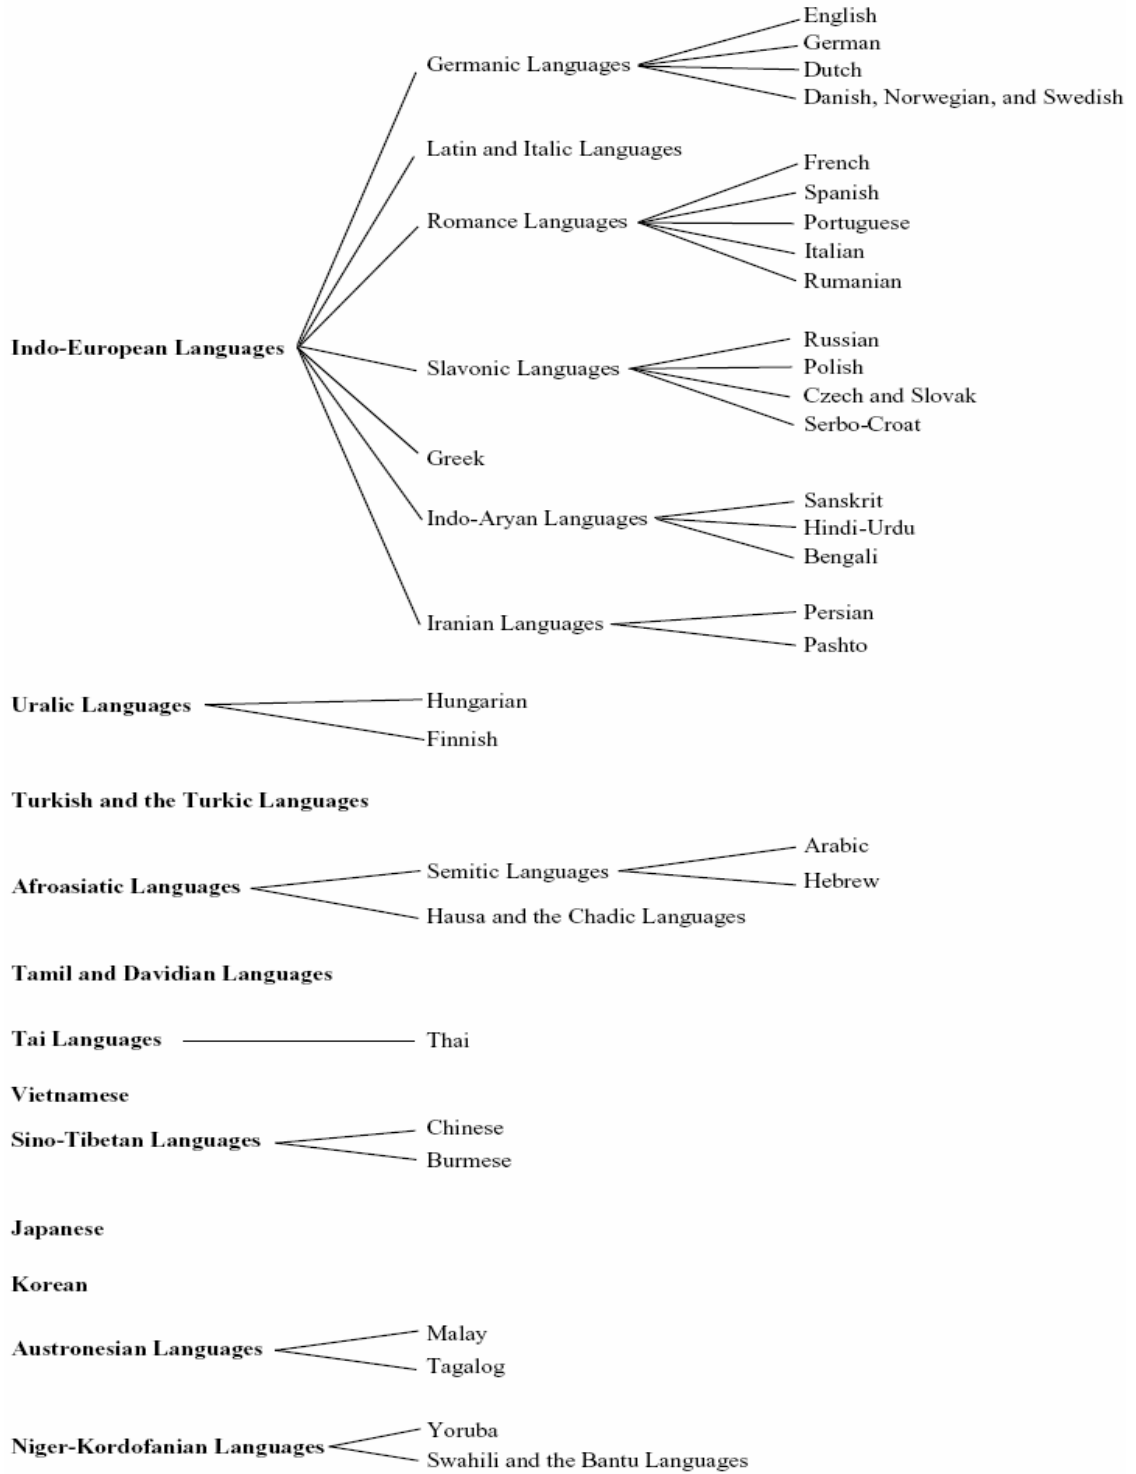 English
German
Germanic Languages
Dutch
Danish, Norwegian, and Swedish
Latin and Italic Languages
French
Spanish
Romance Languages
Portuguese
Italian
Rumanian
Russian
Indo-European Languages
Slavonic Languages
Polish
Czech and Slovak
Serbo-Croat
Greek
Sanskrit
Indo-Aryan Languages
Hindi-Urdu
Bengali
Persian
Iranian Languages
Pashto
Uralic Languages
Hungarian
Finnish
Turkish and the Turkic Languages
Arabic
Semitic Languages
Afroasiatic Languages
Hebrew
Hausa and the Chadic Languages
Tamil and Davidian Languages
Tai Languages
Thai
Vietnamese
Chinese
Sino-Tibetan Languages
Burmese
Japanese
Korean
Malay
Austronesian Languages
Tagalog
Yoruba
Niger-Kordofanian Languages
Swahili and the Bantu Languages